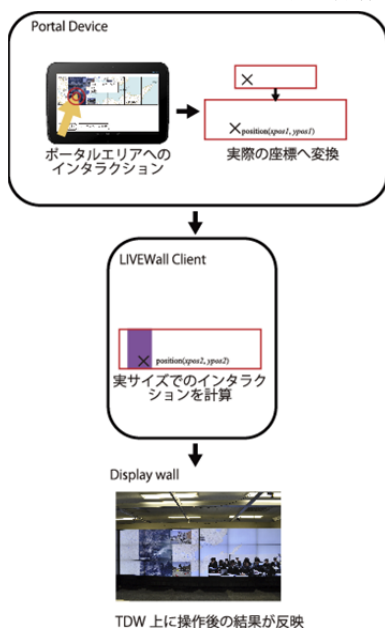 Portal Device
position(xpos1, ypos1)
ポータルエリアへの
インタラクション
実際の座標へ変換
LIVEWall Client
position(xpos2, ypos2)
実サイズでのインタラク
ションを計算
Display wall
TDW 上に操作後の結果が反映